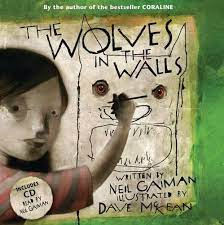 By the author of the bestseller CORALINE
THE WOLVES
IN THE
WALLS
WRITTEN BY
NEIL GAIMAN
ILLUSTRATED BY
DAVE McKEAN
INCLUDES
CD
READ BY
NEIL GAIMAN